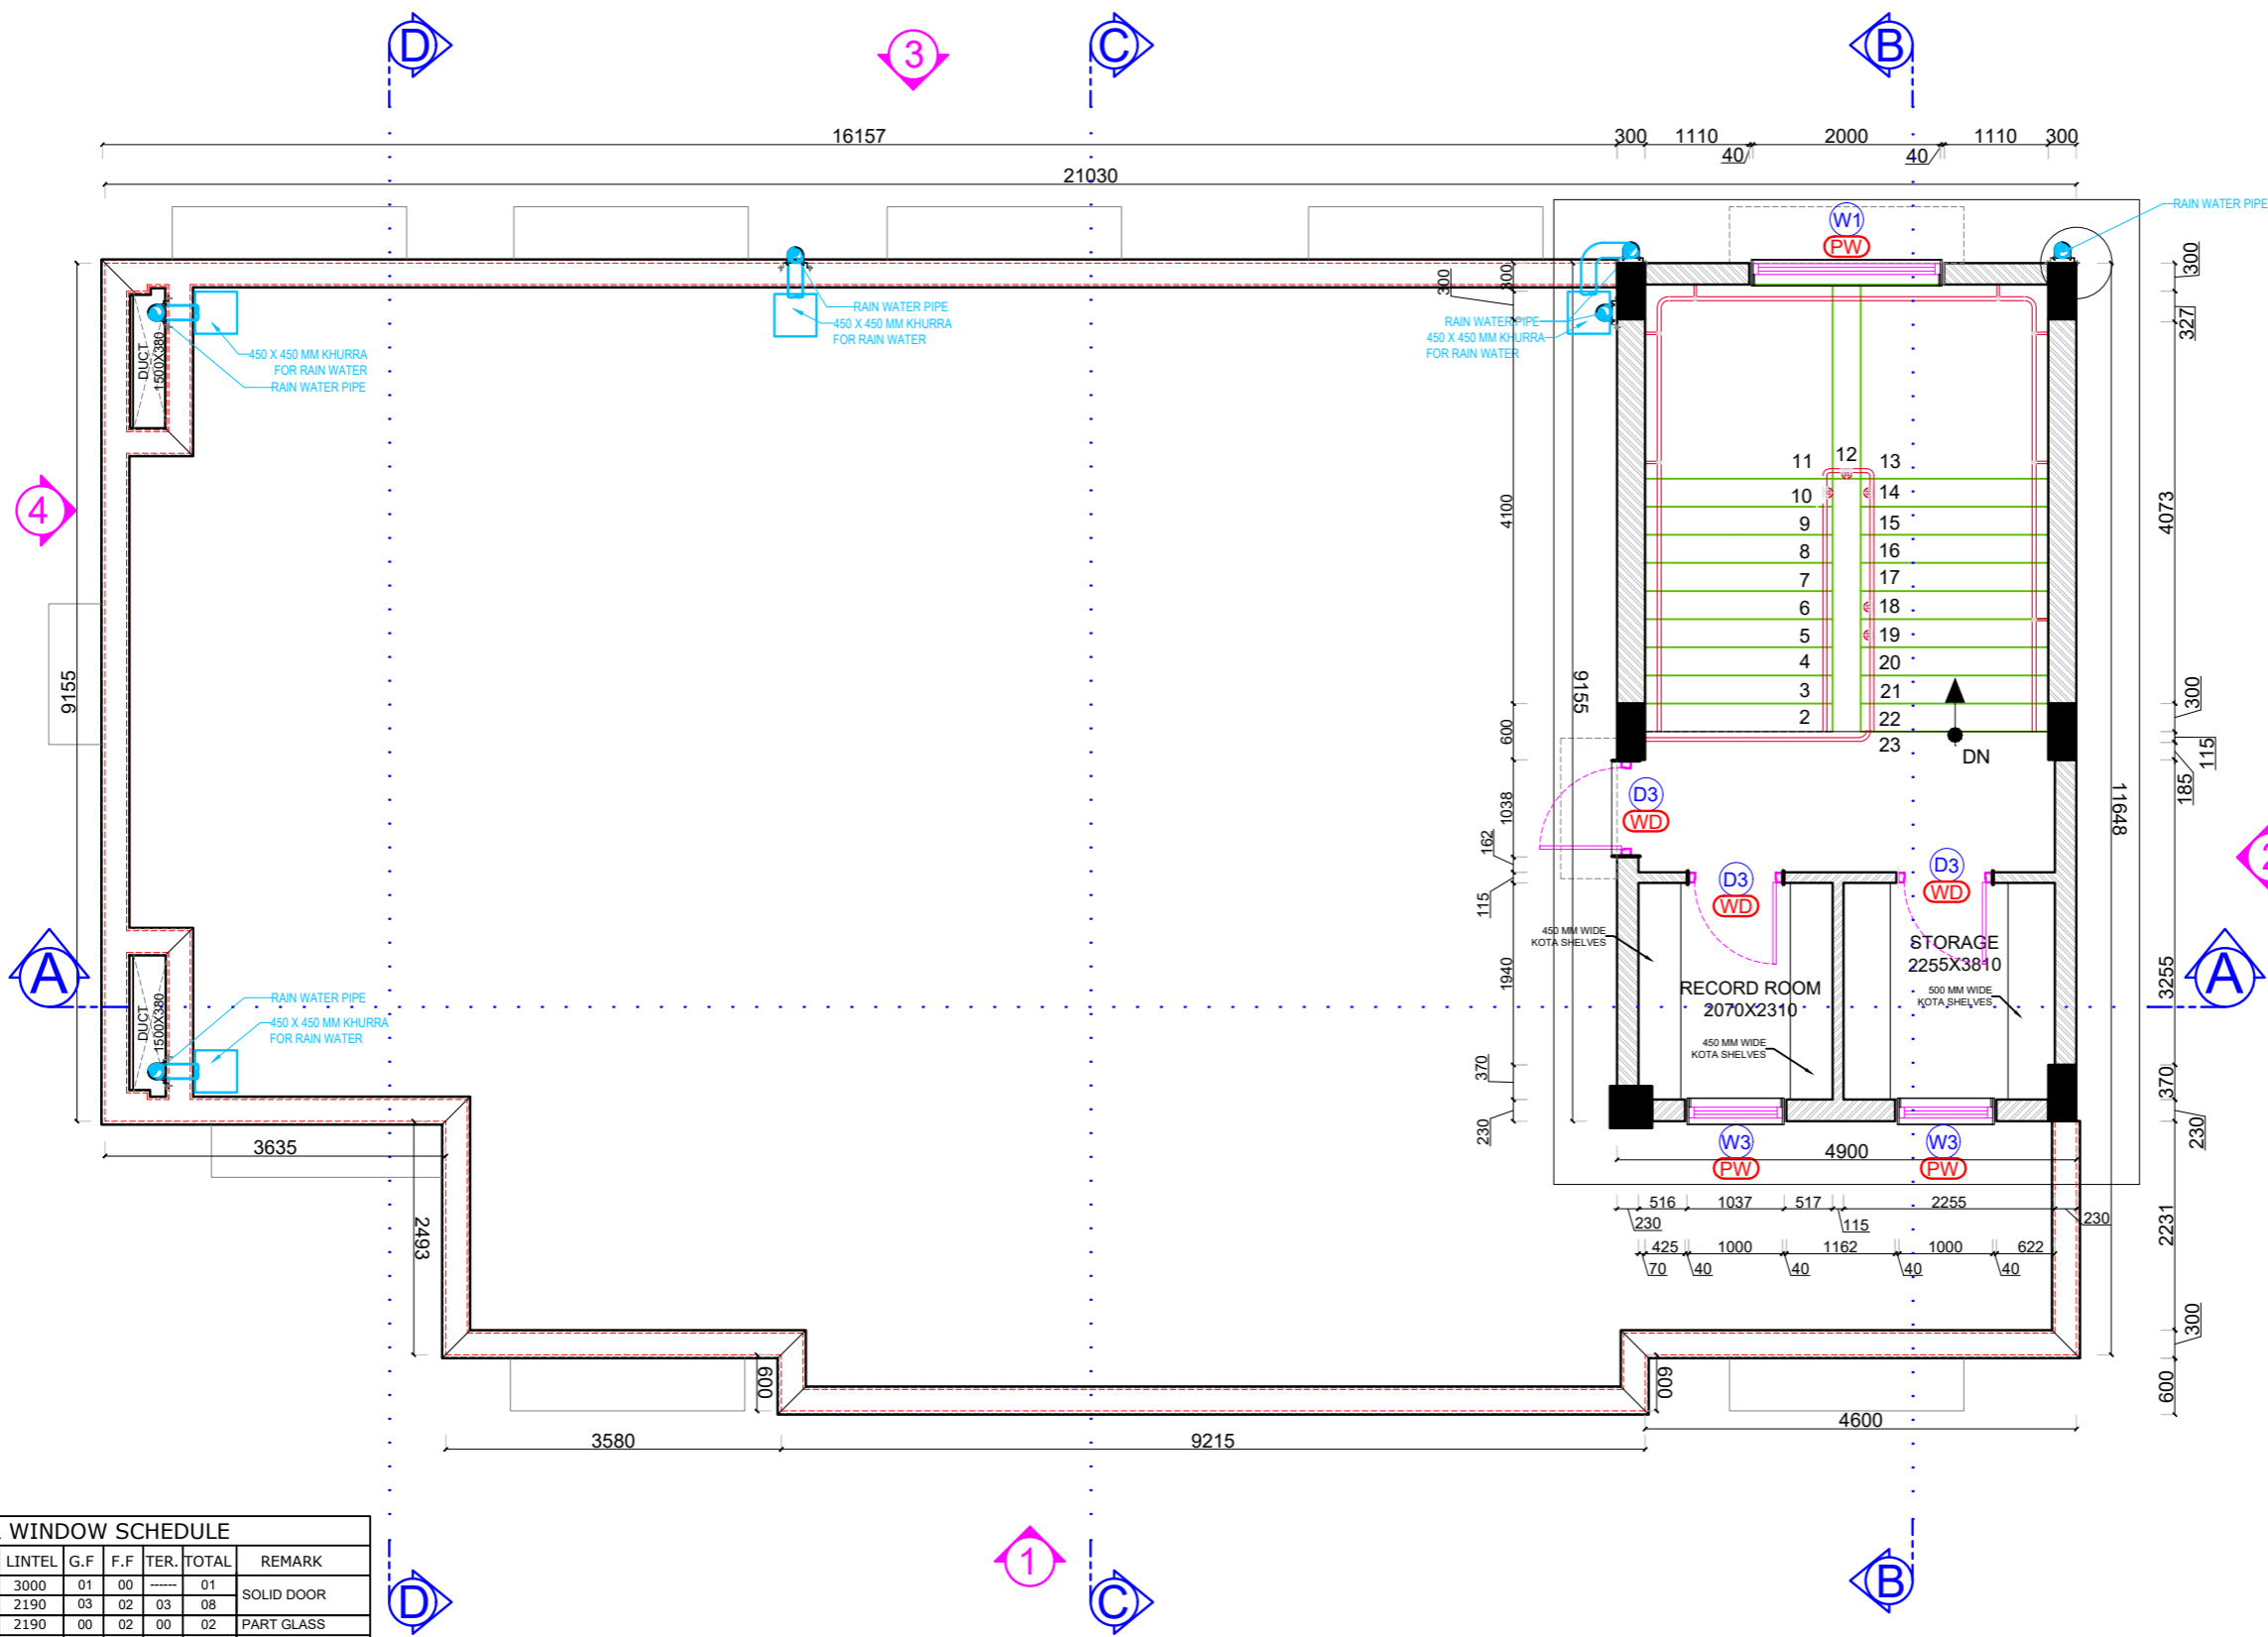 D
3
C
B
16157
300
1110
2000
1110
300
40
40
21030
W1
PW
RAIN WATER PIPE
RAIN WATER PIPE
450 X 450 MM KHURRA
FOR RAIN WATER
RAIN WATER PIPE
450 X 450 MM KHURRA
FOR RAIN WATER
450 X 450 MM KHURRA
FOR RAIN WATER
RAIN WATER PIPE
DUCT
1500X380
300
300
300
327
4
11
12
13
10
14
9
15
8
16
7
17
6
18
5
19
4
20
3
21
2
22
23
DN
4100
4073
9155
9155
600
300
115
185
1038
162
115
11648
D3
WD
D3
WD
D3
WD
2
450 MM WIDE
KOTA SHELVES
STORAGE
2255X3810
RECORD ROOM
2070X2310
500 MM WIDE
KOTA SHELVES
450 MM WIDE
KOTA SHELVES
A
A
1940
3255
RAIN WATER PIPE
450 X 450 MM KHURRA
FOR RAIN WATER
DUCT
1500X380
370
230
370
230
W3
PW
W3
PW
3635
4900
516
1037
517
2255
230
115
230
425
1000
1162
1000
622
70
40
40
40
40
2493
2231
300
600
600
600
4600
3580
9215
WINDOW SCHEDULE
LINTEL G.F F.F TER. TOTAL REMARK
3000 01 00 ------ 01 SOLID DOOR
2190 03 02 03 08
2190 00 02 00 02 PART GLASS
D
1
C
B